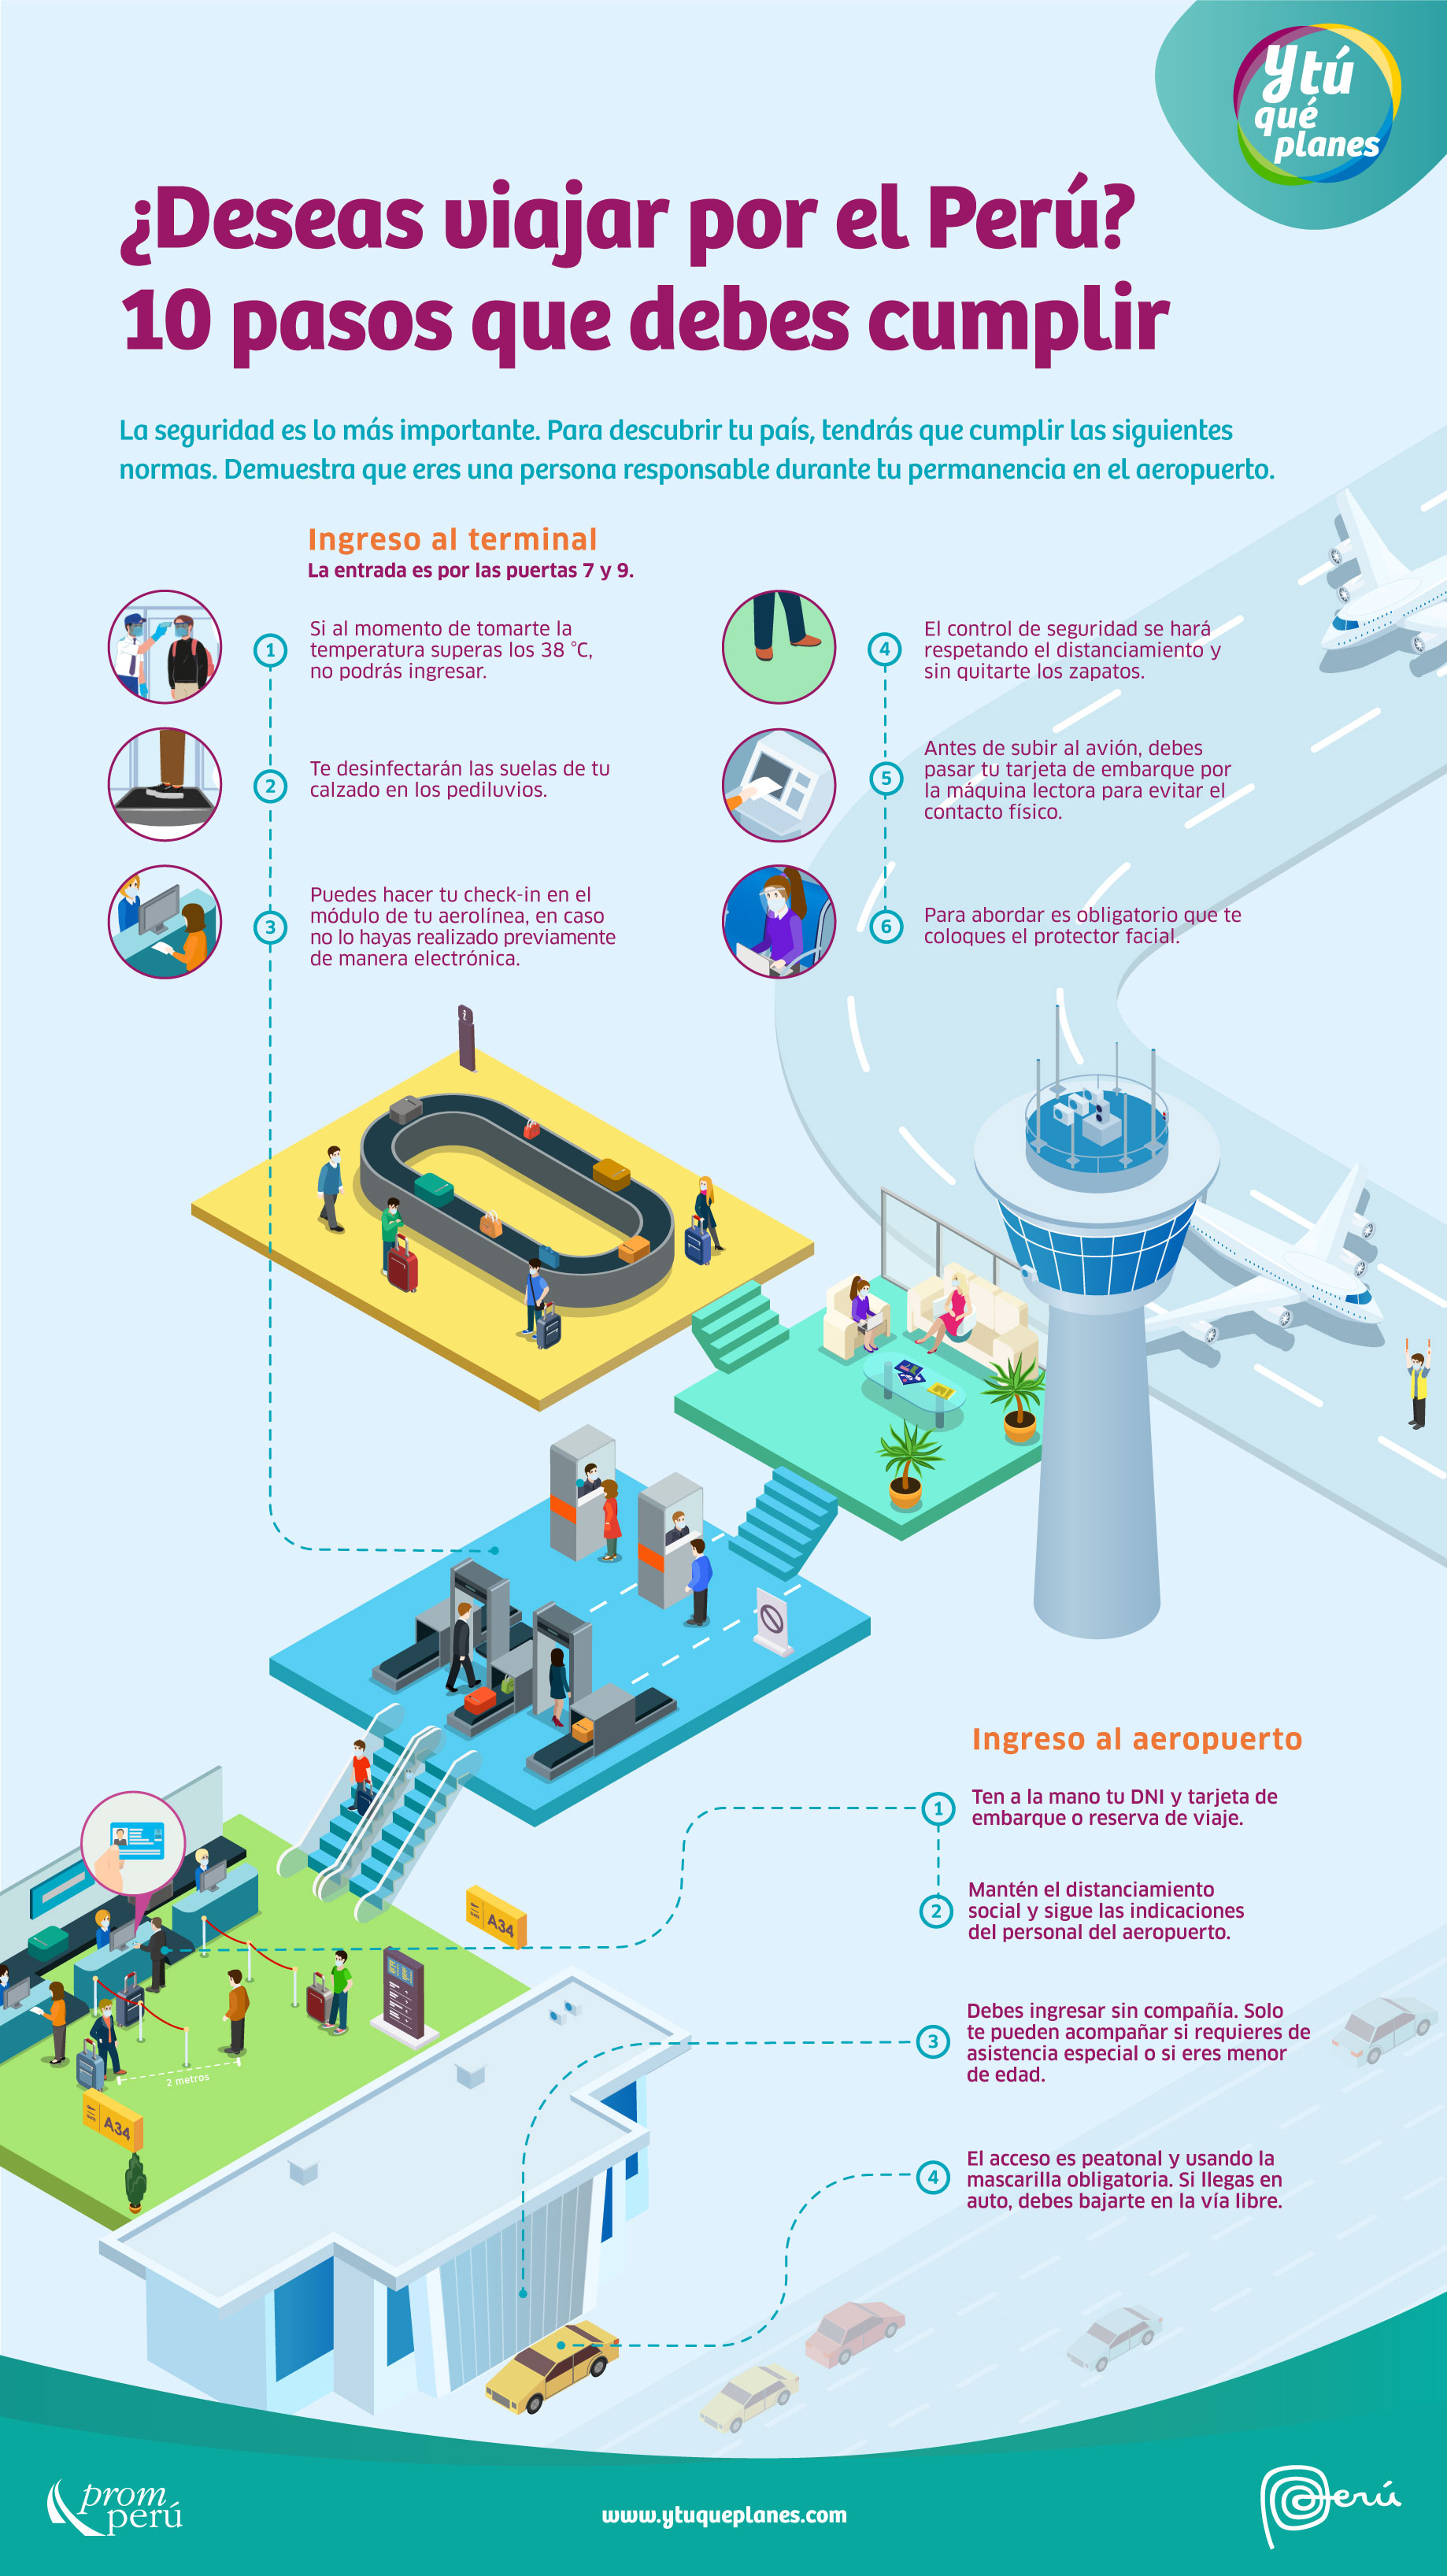 Y tú
qué
planes
¿Deseas viajar por el Perú?
10 pasos que debes cumplir
La seguridad es lo más importante. Para descubrir tu país, tendrás que cumplir las siguientes
normas. Demuestra que eres una persona responsable durante tu permanencia en el aeropuerto.
Ingreso al terminal
La entrada es por las puertas 7 y 9.
1
Si al momento de tomarte la
temperatura superas los 38 °C,
no podrás ingresar.
2
Te desinfectarán las suelas de tu
calzado en los pediluvios.
3
Puedes hacer tu check-in en el
módulo de tu aerolínea, en caso
no lo hayas realizado previamente
de manera electrónica.
4
El control de seguridad se hará
respetando el distanciamiento y
sin quitarte los zapatos.
5
Antes de subir al avión, debes
pasar tu tarjeta de embarque por
la máquina lectora para evitar el
contacto físico.
6
Para abordar es obligatorio que te
coloques el protector facial.
Ingreso al aeropuerto
1
Ten a la mano tu DNI y tarjeta de
embarque o reserva de viaje.
2
Mantén el distanciamiento
social y sigue las indicaciones
del personal del aeropuerto.
3
Debes ingresar sin compañía. Solo
te pueden acompañar si requieres de
asistencia especial o si eres menor
de edad.
4
El acceso es peatonal y usando la
mascarilla obligatoria. Si llegas en
auto, debes bajarte en la vía libre.
A34
2 metros
A34
prom
perú
www.ytuqueplanes.com
Perú